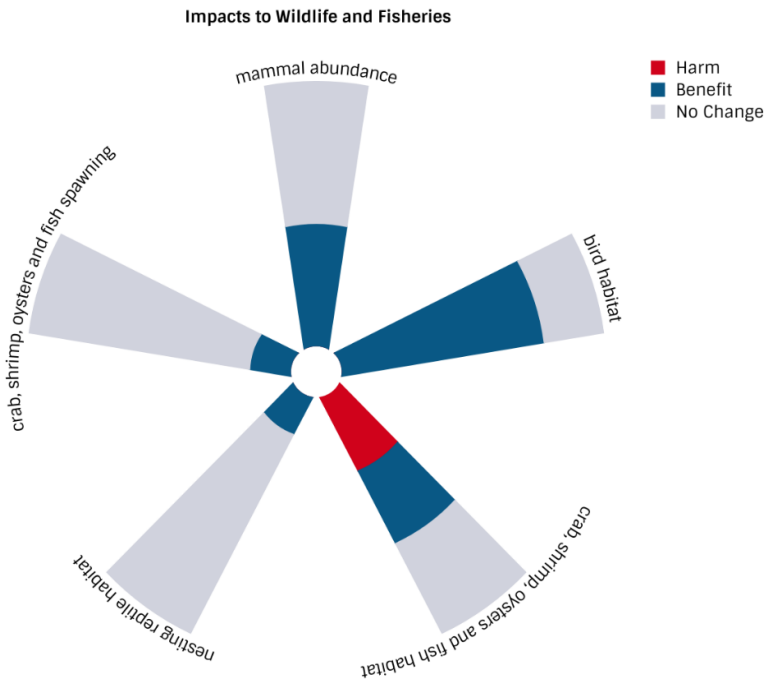 Impacts to Wildlife and Fisheries
mammal abundance
Harm
Benefit
No Change
bird habitat
crab, shrimp, oysters and fish spawning
crab, shrimp, oysters and fish habitat
nesting reptile habitat